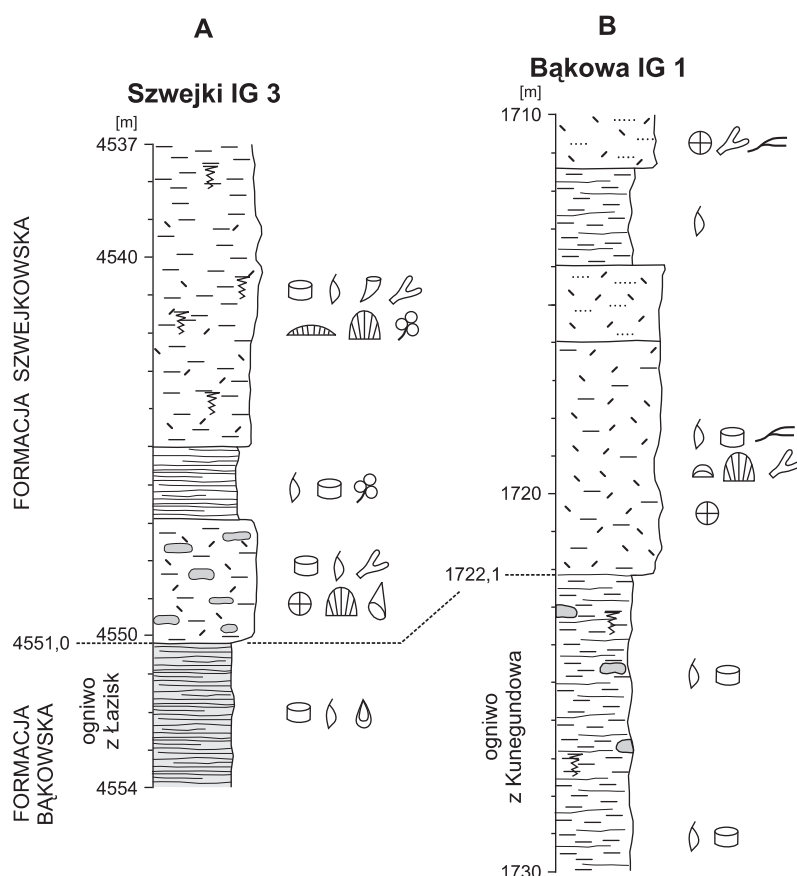 A
Szwejki IG 3
[m]
4537
4540
4550
4551,0
4554
FORMACJA SZWEJKOWSKA
FORMACJA
BĄKOWSKA
ogniwo
z Łazisk
B
Bąkowa IG 1
[m]
1710
1720
1722,1
1730
ogniwo
z Kunegundowa